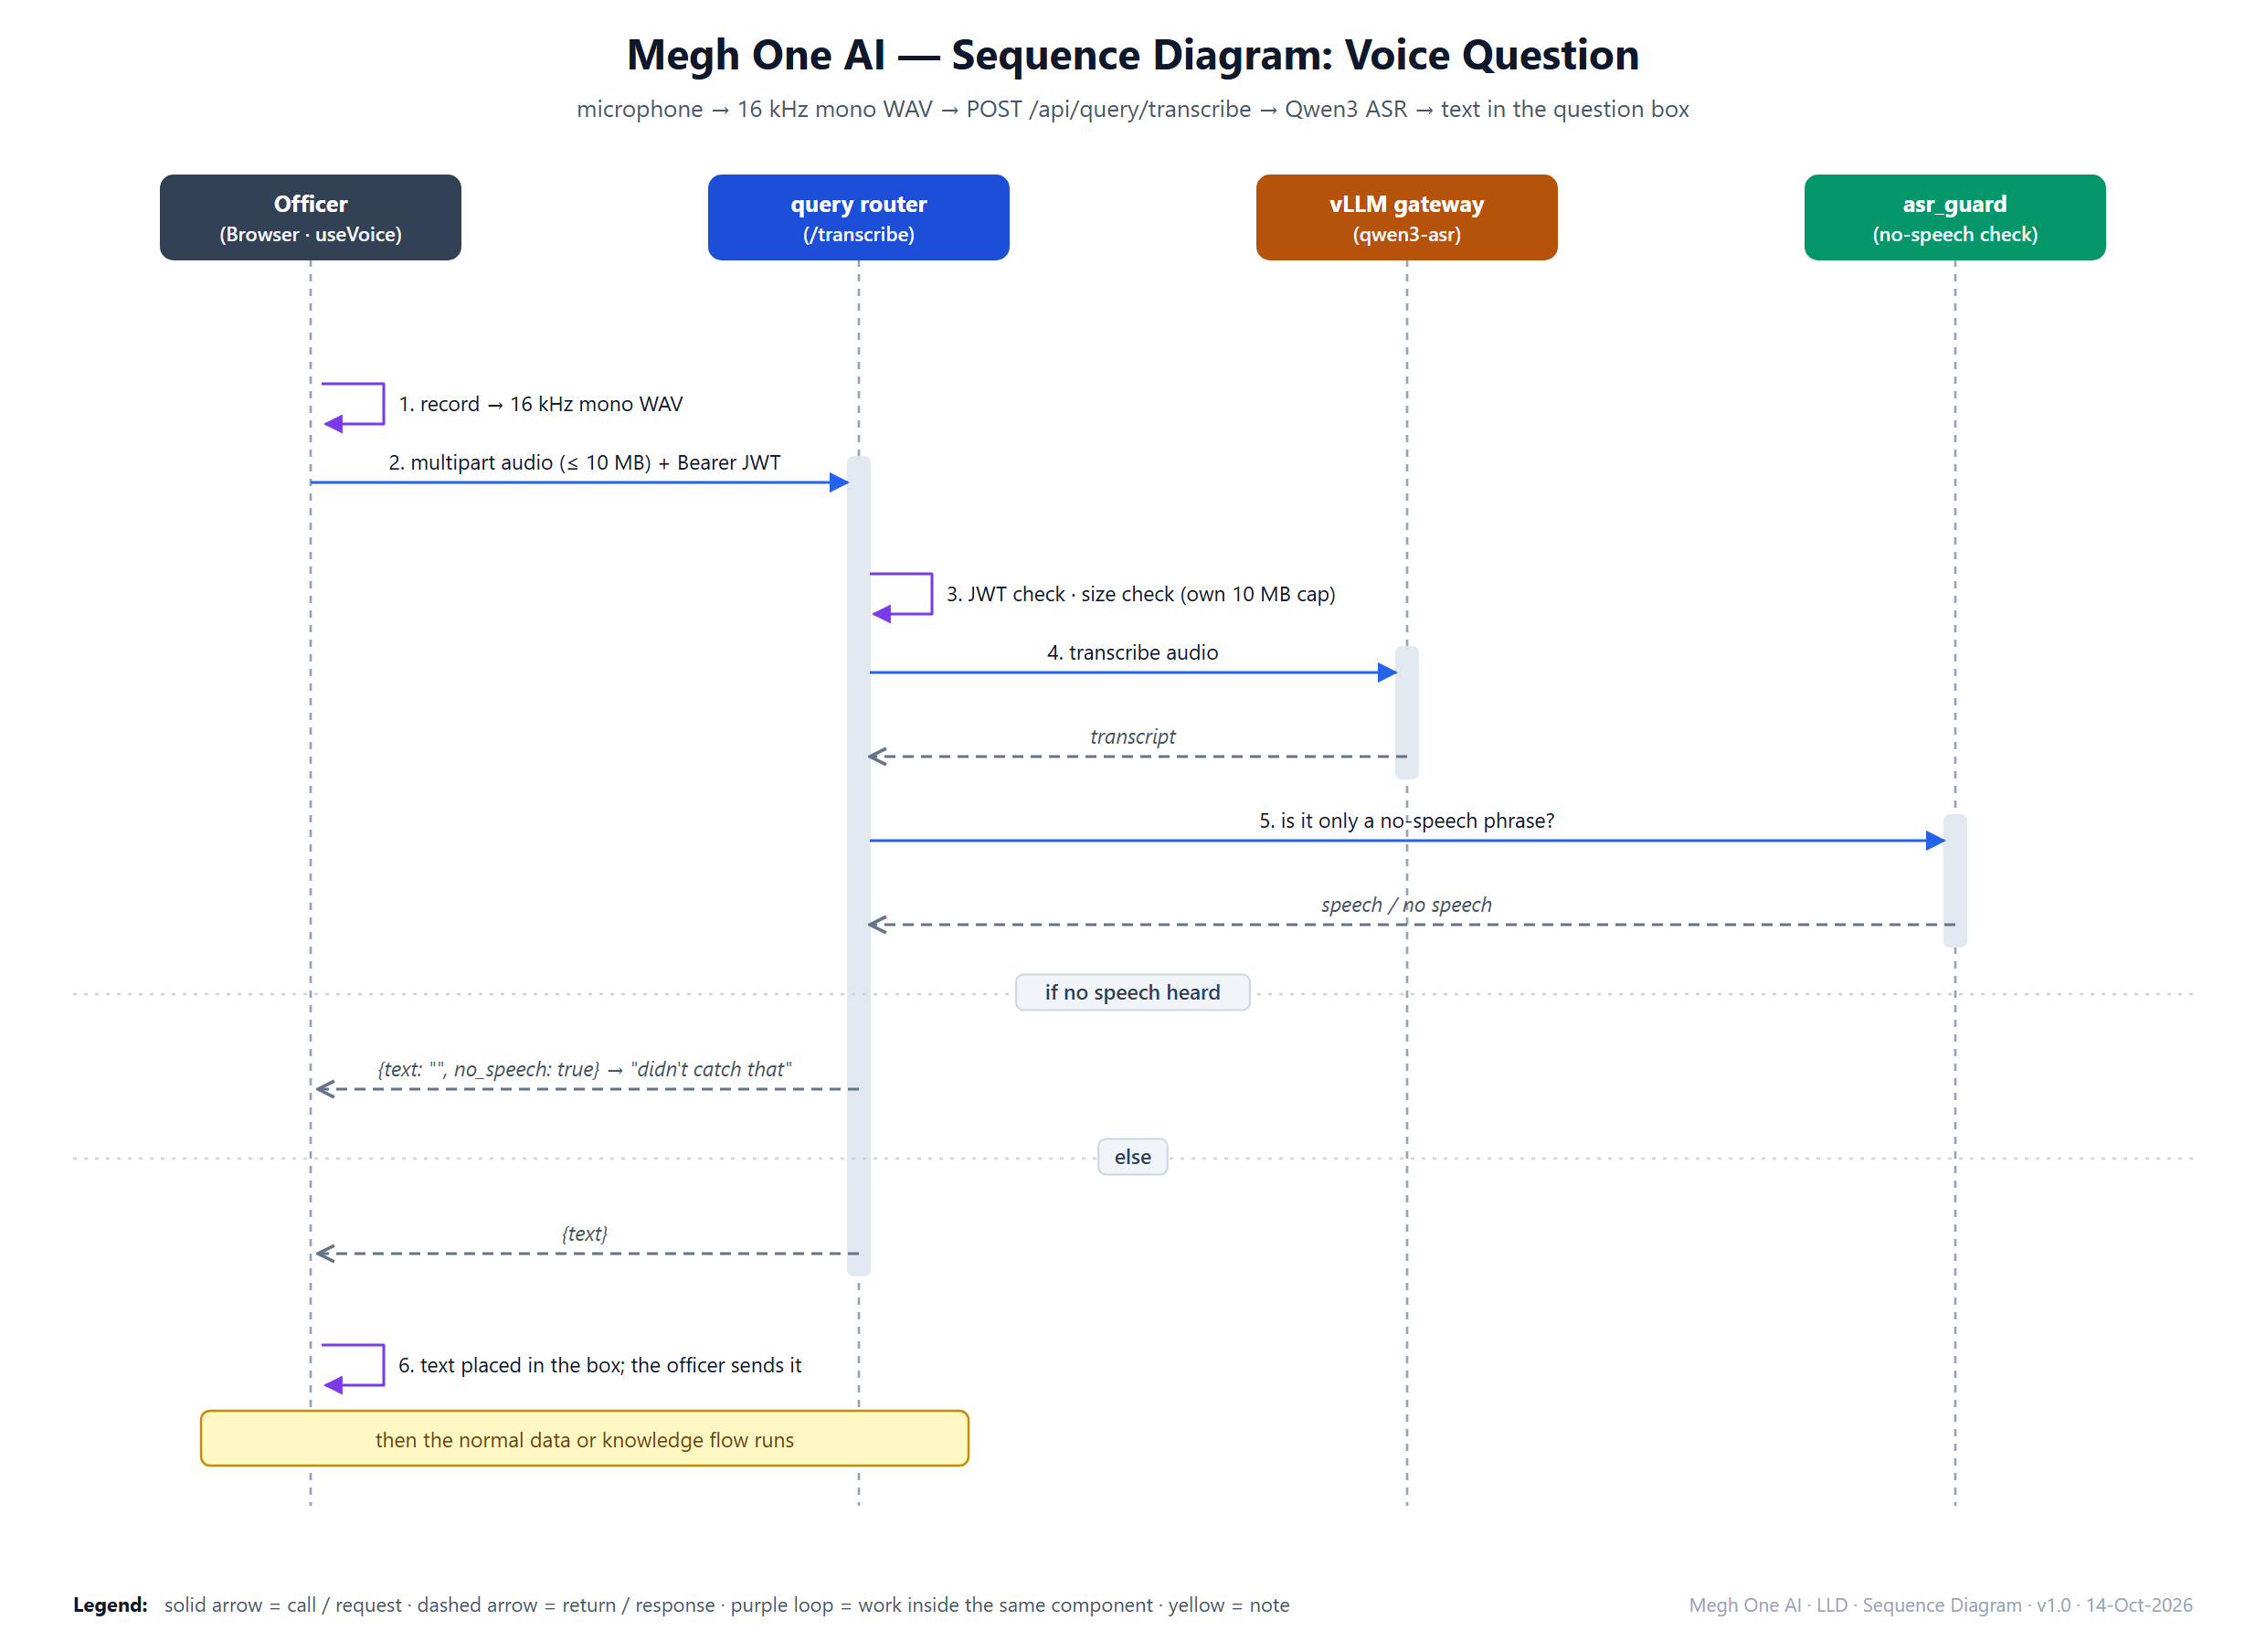 Megh One AI — Sequence Diagram: Voice Question
microphone → 16 kHz mono WAV → POST /api/query/transcribe → Qwen3 ASR → text in the question box
Officer
(Browser · useVoice)
query router
(/transcribe)
vLLM gateway
(qwen3-asr)
asr_guard
(no-speech check)
1. record → 16 kHz mono WAV
2. multipart audio (≤ 10 MB) + Bearer JWT
3. JWT check · size check (own 10 MB cap)
4. transcribe audio
transcript
5. is it only a no-speech phrase?
speech / no speech
if no speech heard
{text: "", no_speech: true} → "didn't catch that"
else
{text}
6. text placed in the box; the officer sends it
then the normal data or knowledge flow runs
Legend: solid arrow = call / request · dashed arrow = return / response · purple loop = work inside the same component · yellow = note
Megh One AI · LLD · Sequence Diagram · v1.0 · 14-Oct-2026